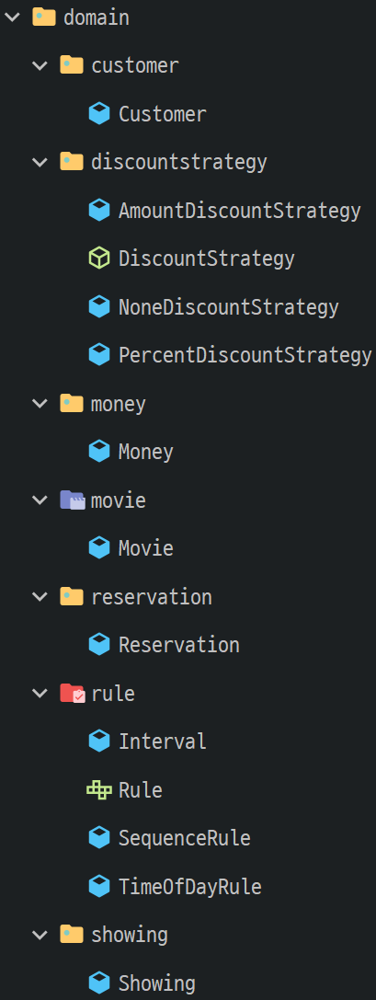 domain
customer
Customer
discountstrategy
AmountDiscountStrategy
DiscountStrategy
NoneDiscountStrategy
PercentDiscountStrategy
money
Money
movie
Movie
reservation
Reservation
rule
Interval
Rule
SequenceRule
TimeOfDayRule
showing
Showing